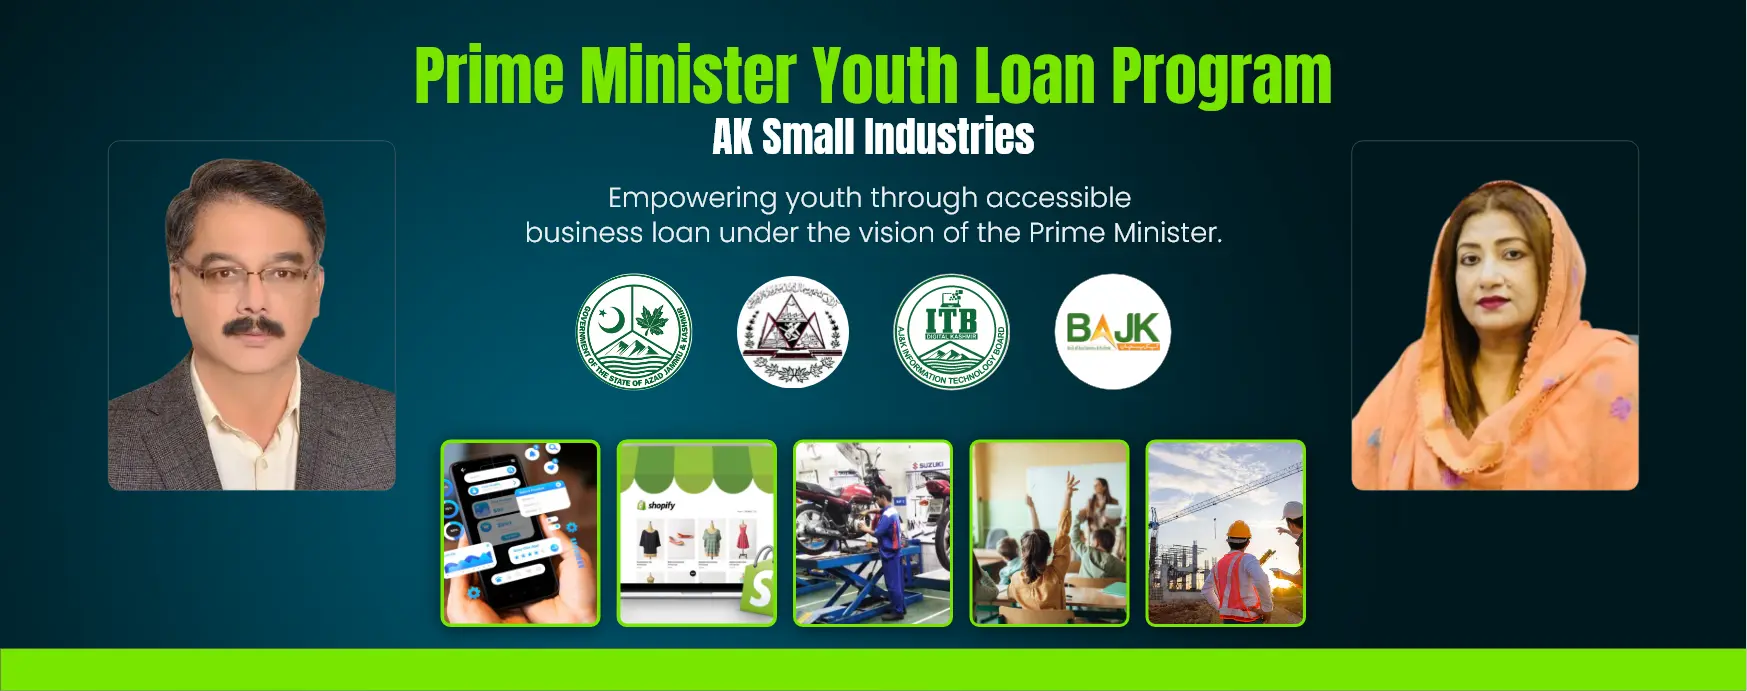 Prime Minister Youth Loan Program
AK Small Industries
Empowering youth through accessible
business loan under the vision of the Prime Minister.
GOVERNMENT OF THE STATE OF AZAD JAMMU & KASHMIR
ITB
DIGITAL KASHMIR
AJ&K INFORMATION TECHNOLOGY BOARD
BAJK
shopify
S
SUZUKI